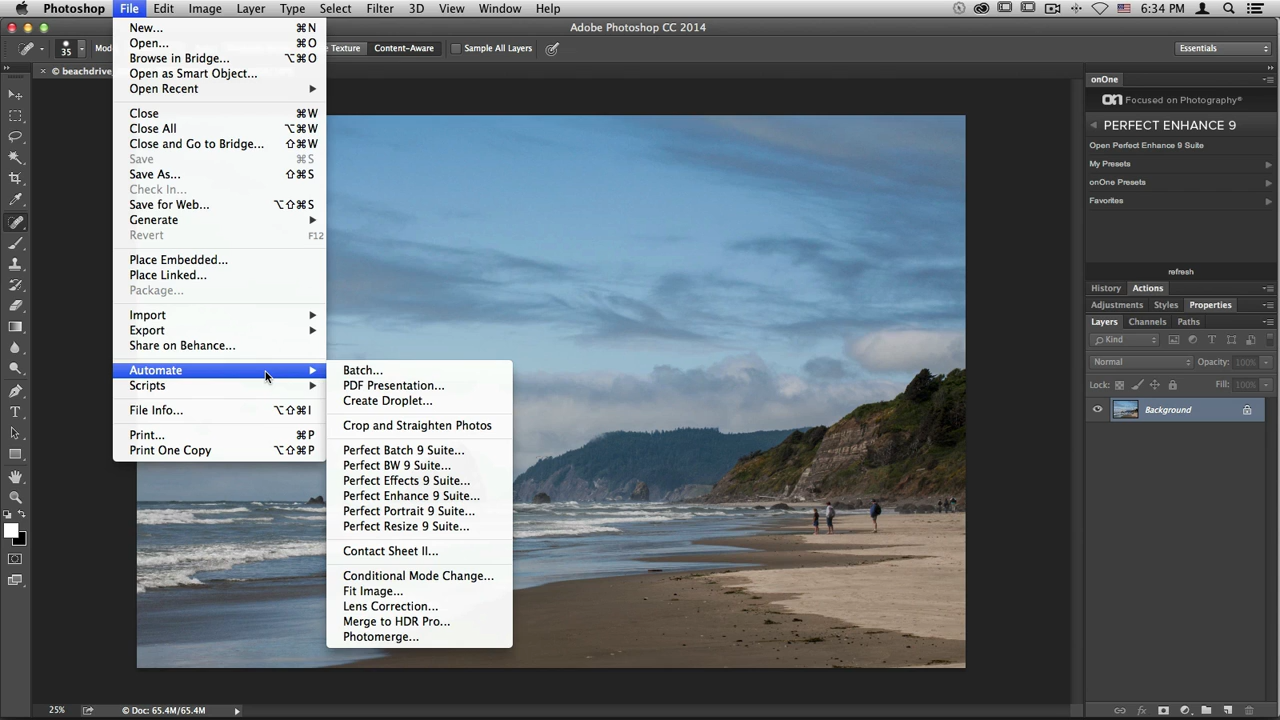 Photoshop File Edit Image Layer Type Select Filter 3D View Window Help 6:34 PM
Adobe Photoshop CC 2014
35 Mode Texture Content-Aware Sample All Layers Essentials
× © beachdrive_
New... ⌘N
Open... ⌘O
Browse in Bridge... ⌥⌘O
Open as Smart Object...
Open Recent
Close ⌘W
Close All ⌥⌘W
Close and Go to Bridge... ⇧⌘W
Save ⌘S
Save As... ⇧⌘S
Check In...
Save for Web... ⌥⇧⌘S
Generate
Revert F12
Place Embedded...
Place Linked...
Package...
Import
Export
Share on Behance...
Automate
Scripts
File Info... ⌥⇧⌘I
Print... ⌘P
Print One Copy ⌥⇧⌘P
Batch...
PDF Presentation...
Create Droplet...
Crop and Straighten Photos
Perfect Batch 9 Suite...
Perfect BW 9 Suite...
Perfect Effects 9 Suite...
Perfect Enhance 9 Suite...
Perfect Portrait 9 Suite...
Perfect Resize 9 Suite...
Contact Sheet II...
Conditional Mode Change...
Fit Image...
Lens Correction...
Merge to HDR Pro...
Photomerge...
onOne
on Focused on Photography®
PERFECT ENHANCE 9
Open Perfect Enhance 9 Suite
My Presets
onOne Presets
Favorites
refresh
History Actions
Adjustments Styles Properties
Layers Channels Paths
Kind
Normal Opacity: 100%
Lock: Fill: 100%
Background
25% © Doc: 65.4M/65.4M